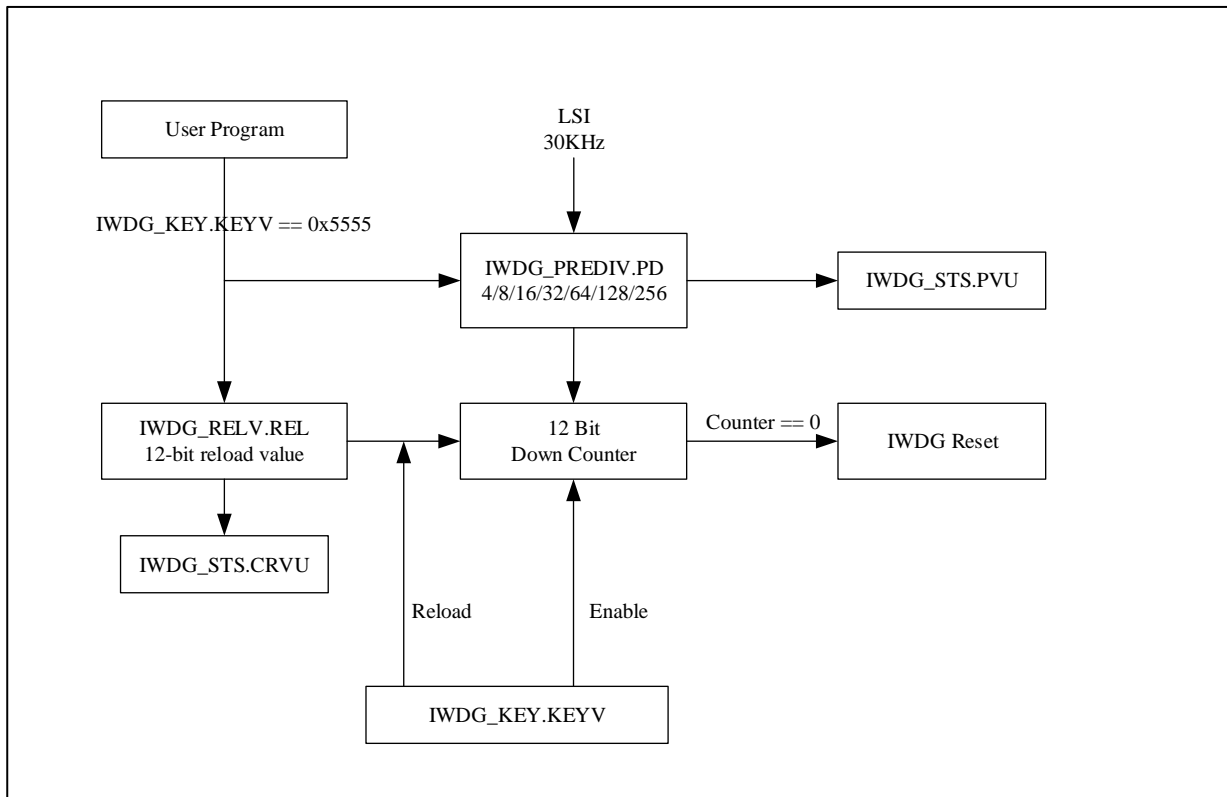 User Program
LSI
30KHz
IWDG_KEY.KEYV == 0x5555
IWDG_PREDIV.PD
4/8/16/32/64/128/256
IWDG_STS.PVU
IWDG_RELV.REL
12-bit reload value
12 Bit
Down Counter
Counter == 0
IWDG Reset
IWDG_STS.CRVU
Reload
Enable
IWDG_KEY.KEYV